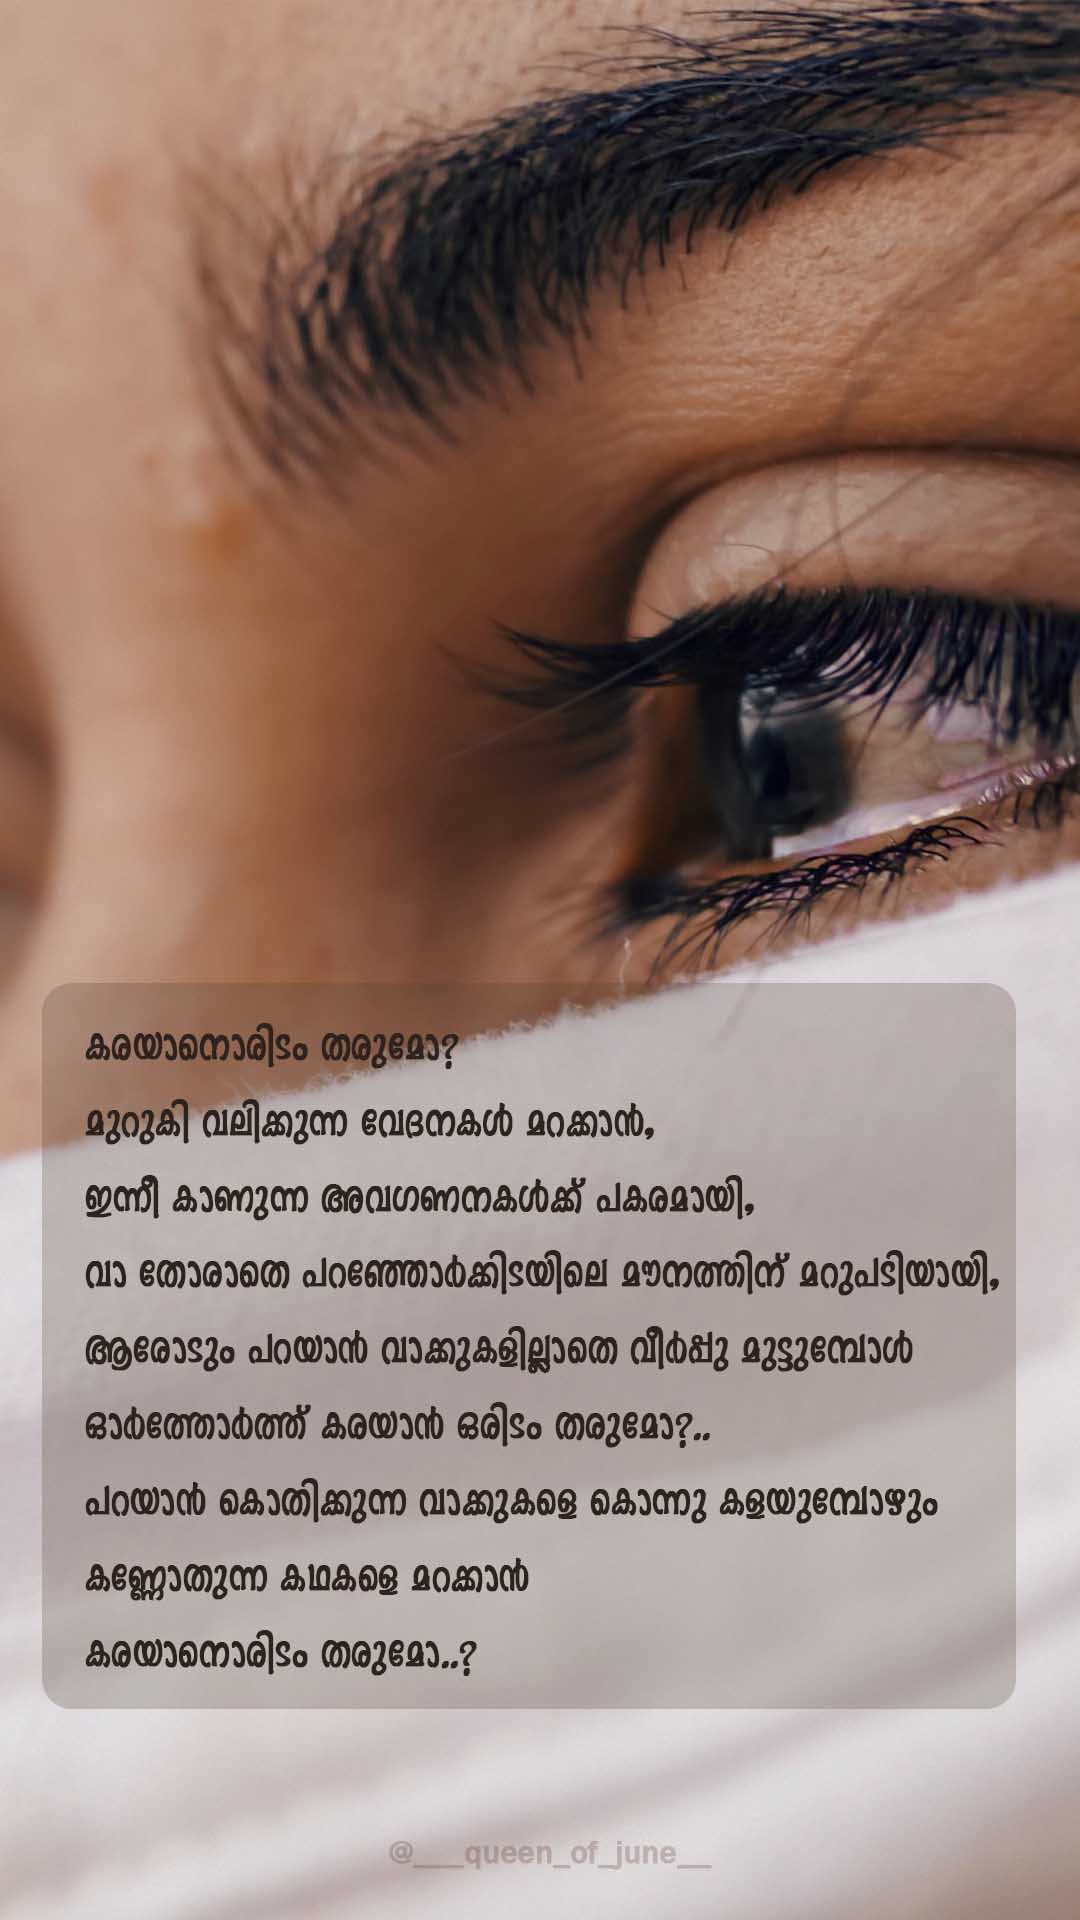 കരയാനൊരിടം തരുമോ?
മുറുകി വലിക്കുന്ന വേദനകൾ മറക്കാൻ,
ഇന്നീ കാണുന്ന അവഗണനകൾക്ക് പകരമായി,
വാ തോരാതെ പറഞ്ഞോർക്കിടയിലെ മൗനത്തിന് മറുപടിയായി,
ആരോടും പറയാൻ വാക്കുകളില്ലാതെ വീർപ്പു മുട്ടുമ്പോൾ
ഓർത്തോർത്ത് കരയാൻ ഒരിടം തരുമോ?..
പറയാൻ കൊതിക്കുന്ന വാക്കുകളെ കൊന്നു കളയുമ്പോഴും
കണ്ണോതുന്ന കഥകളെ മറക്കാൻ
കരയാനൊരിടം തരുമോ..?
@___queen_of_june__